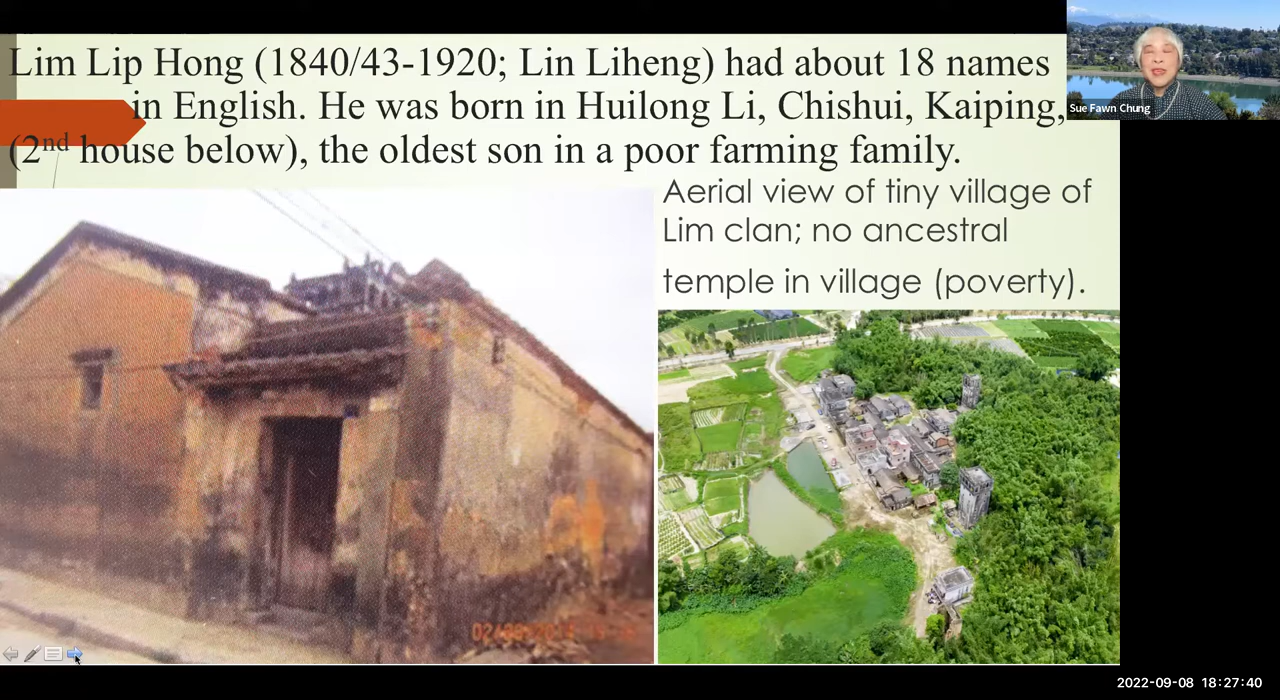 Lim Lip Hong (1840/43-1920; Lin Liheng) had about 18 names
in English. He was born in Huilong Li, Chishui, Kaiping,
(2nd house below), the oldest son in a poor farming family.
Sue Fawn Chung
Aerial view of tiny village of
Lim clan; no ancestral
temple in village (poverty).
2022-09-08 18:27:40